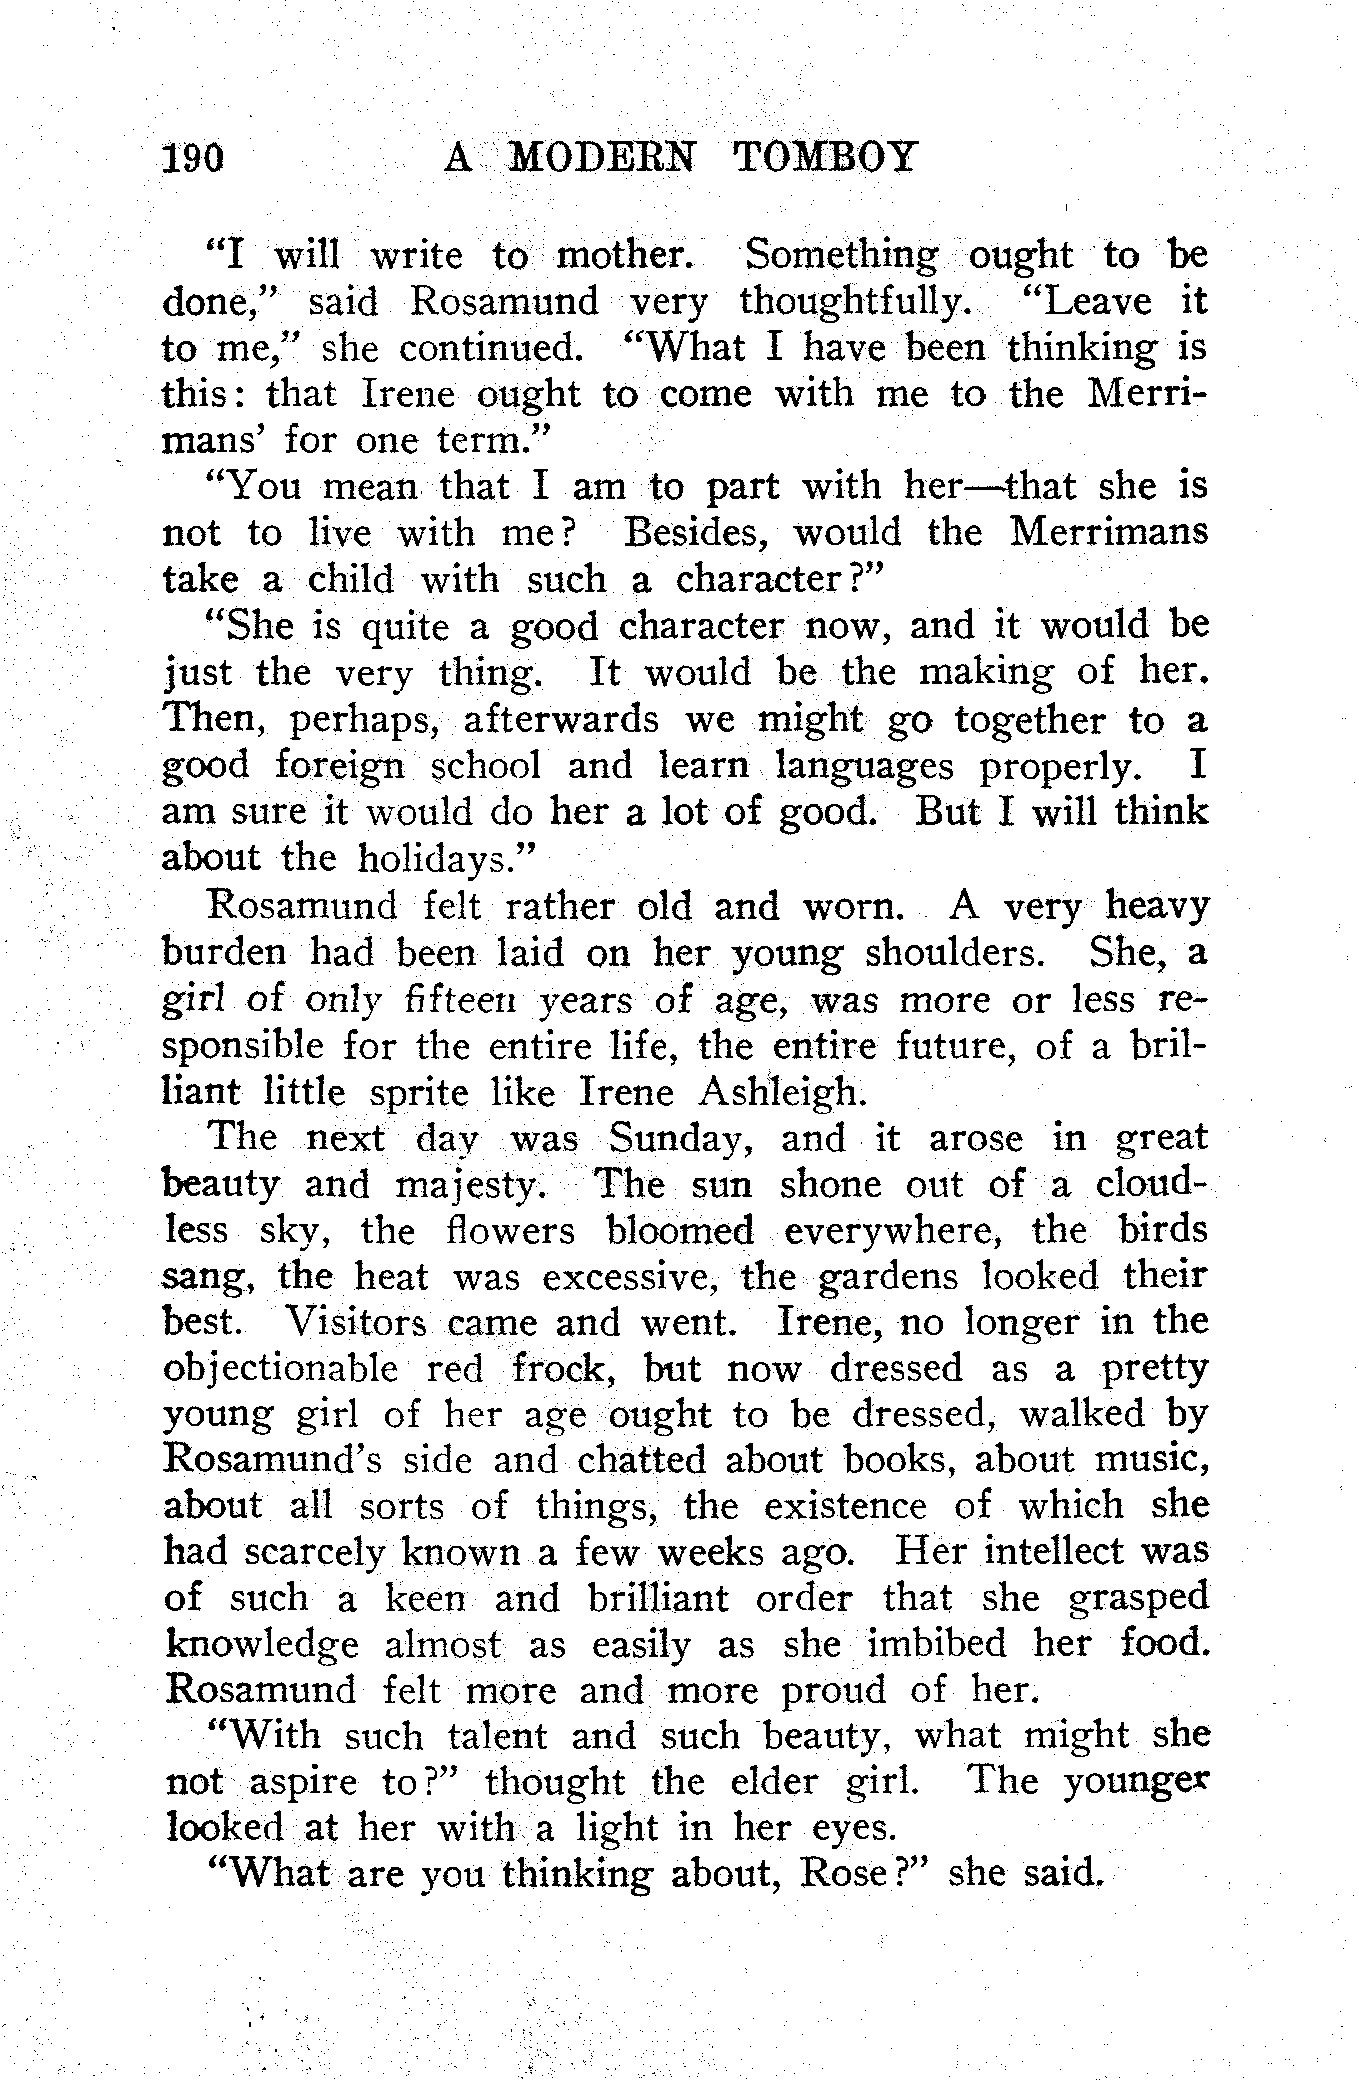 190 A MODERN TOMBOY
“I will write to mother. Something ought to be
done,” said Rosamund very thoughtfully. “Leave it
to me,” she continued. “What I have been thinking is
this: that Irene ought to come with me to the Merri-
mans’ for one term.”
“You mean that I am to part with her—that she is
not to live with me? Besides, would the Merrimans
take a child with such a character?”
“She is quite a good character now, and it would be
just the very thing. It would be the making of her.
Then, perhaps, afterwards we might go together to a
good foreign school and learn languages properly. I
am sure it would do her a lot of good. But I will think
about the holidays.”
Rosamund felt rather old and worn. A very heavy
burden had been laid on her young shoulders. She, a
girl of only fifteen years of age, was more or less re-
sponsible for the entire life, the entire future, of a bril-
liant little sprite like Irene Ashleigh.
The next day was Sunday, and it arose in great
beauty and majesty. The sun shone out of a cloud-
less sky, the flowers bloomed everywhere, the birds
sang, the heat was excessive, the gardens looked their
best. Visitors came and went. Irene, no longer in the
objectionable red frock, but now dressed as a pretty
young girl of her age ought to be dressed, walked by
Rosamund’s side and chatted about books, about music,
about all sorts of things, the existence of which she
had scarcely known a few weeks ago. Her intellect was
of such a keen and brilliant order that she grasped
knowledge almost as easily as she imbibed her food.
Rosamund felt more and more proud of her.
“With such talent and such beauty, what might she
not aspire to?” thought the elder girl. The younger
looked at her with a light in her eyes.
“What are you thinking about, Rose?” she said.